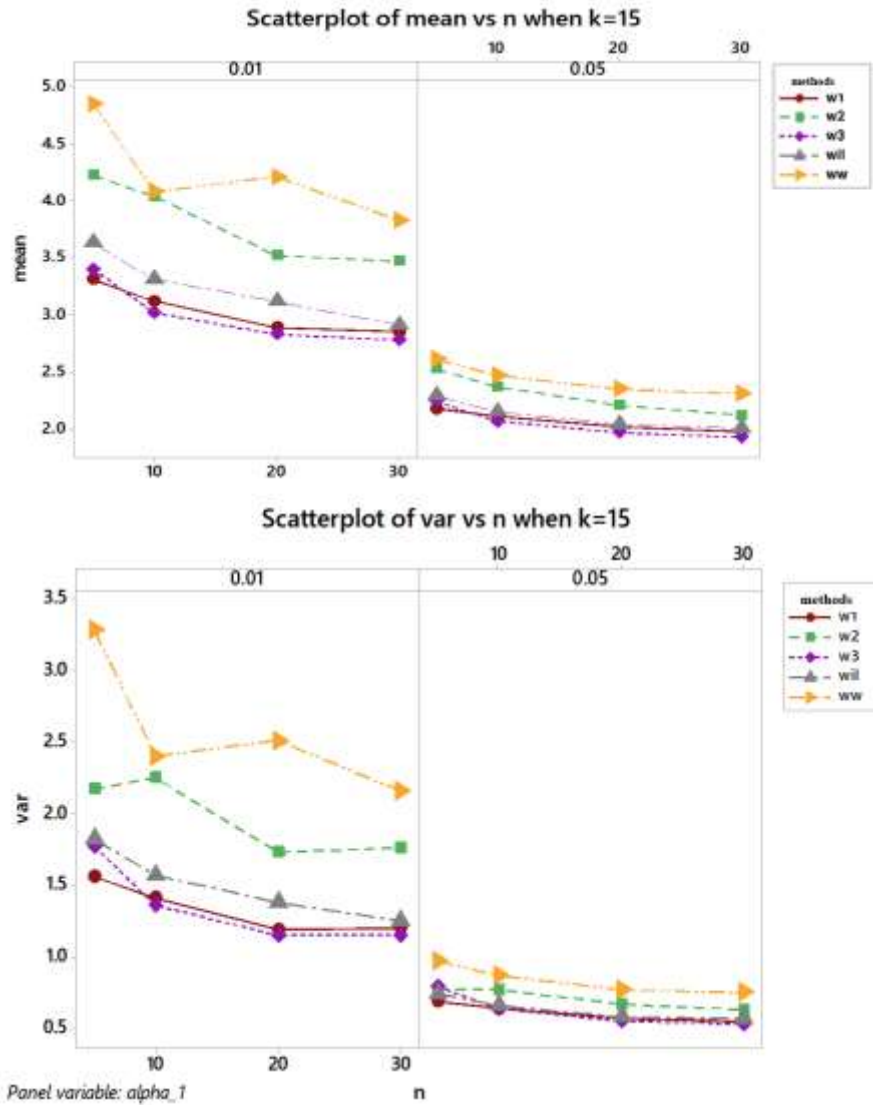 Scatterplot of mean vs n when k=15
10 20 30
0.01 0.05
methods
w1
w2
w3
wil
ww
5.0
4.5
4.0
3.5
3.0
2.5
2.0
mean
10 20 30
Scatterplot of var vs n when k=15
10 20 30
0.01 0.05
methods
w1
w2
w3
wil
ww
3.5
3.0
2.5
2.0
1.5
1.0
0.5
var
10 20 30
Panel variable: alpha_1 n